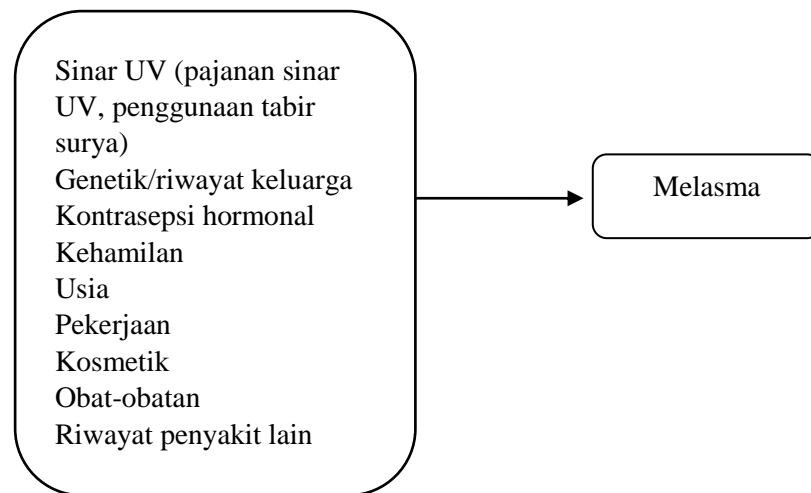 Sinar UV (pajanan sinar
UV, penggunaan tabir
surya)
Genetik/riwayat keluarga
Kontrasepsi hormonal
Kehamilan
Usia
Pekerjaan
Kosmetik
Obat-obatan
Riwayat penyakit lain
Melasma